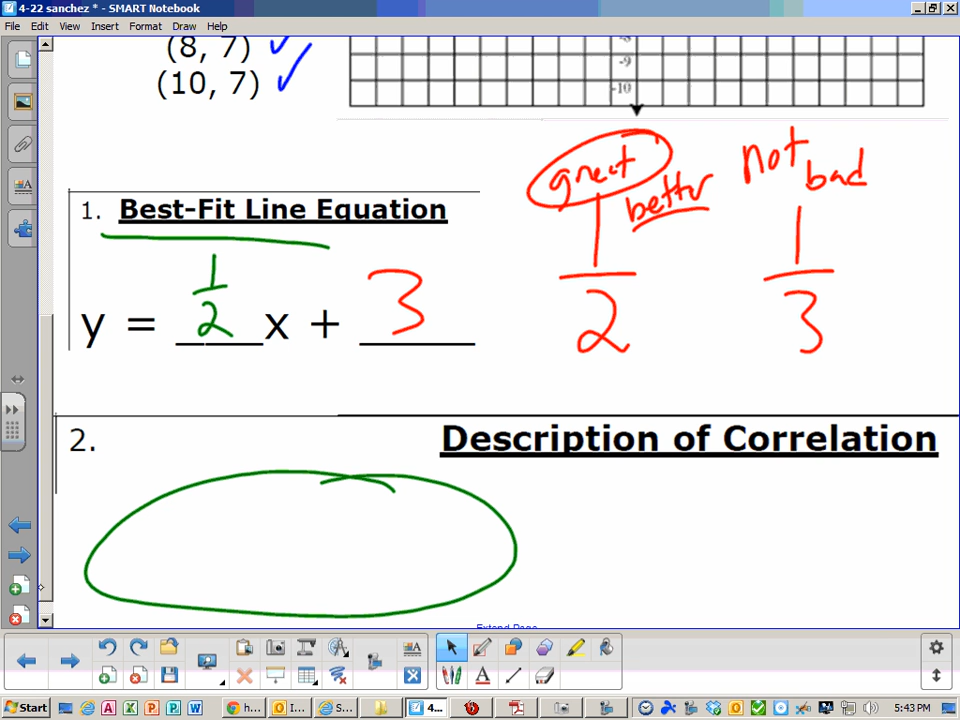 4-22 sanchez * - SMART Notebook
File Edit View Insert Format Draw Help
(8, 7) ✓
(10, 7) ✓
-9
-10
great
better
not bad
1
2
1
3
1. Best-Fit Line Equation
y = 1/2 x + 3
2. Description of Correlation
Extend Page
Start
4...
h...
I...
S...
5:43 PM